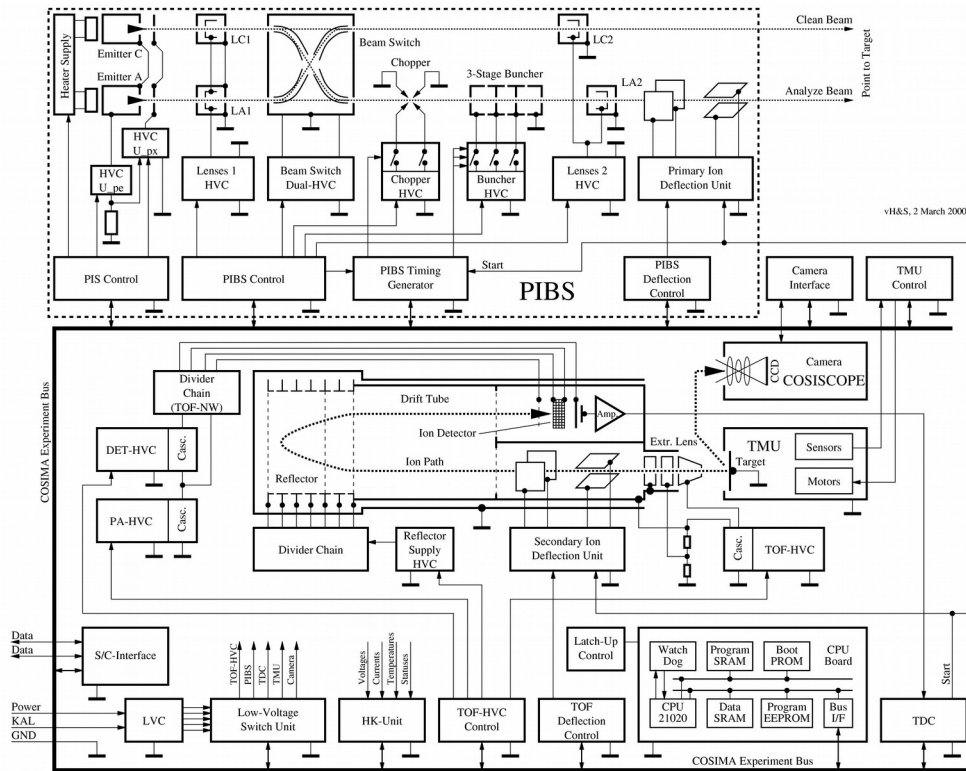 Heater Supply
Emitter C
Emitter A
LC1
LA1
Beam Switch
Chopper
3-Stage Buncher
LC2
LA2
Clean Beam
Analyze Beam
Point to Target
HVC
U_px
HVC
U_pe
Lenses 1
HVC
Beam Switch
Dual-HVC
Chopper
HVC
Buncher
HVC
Lenses 2
HVC
Primary Ion
Deflection Unit
vH&S, 2 March 2000
PIS Control
PIBS Control
PIBS Timing
Generator
Start
PIBS
PIBS
Deflection
Control
Camera
Interface
TMU
Control
COSIMA Experiment Bus
Divider
Chain
(TOF-NW)
Drift Tube
Ion Detector
Amp.
Camera
COSISCOPE
CCD
DET-HVC
Casc.
Reflector
Ion Path
Extr. Lens
TMU
Target
Sensors
Motors
PA-HVC
Casc.
Divider Chain
Reflector
Supply
HVC
Secondary Ion
Deflection Unit
Casc.
TOF-HVC
Data
Data
S/C-Interface
TOF-HVC
PIBS
TDC
TMU
Camera
Voltages
Currents
Temperatures
Statuses
Latch-Up
Control
Watch
Dog
Program
SRAM
Boot
PROM
CPU
Board
Start
Power
KAL
GND
LVC
Low-Voltage
Switch Unit
HK-Unit
TOF-HVC
Control
TOF
Deflection
Control
CPU
21020
Data
SRAM
Program
EEPROM
Bus
I/F
TDC
COSIMA Experiment Bus